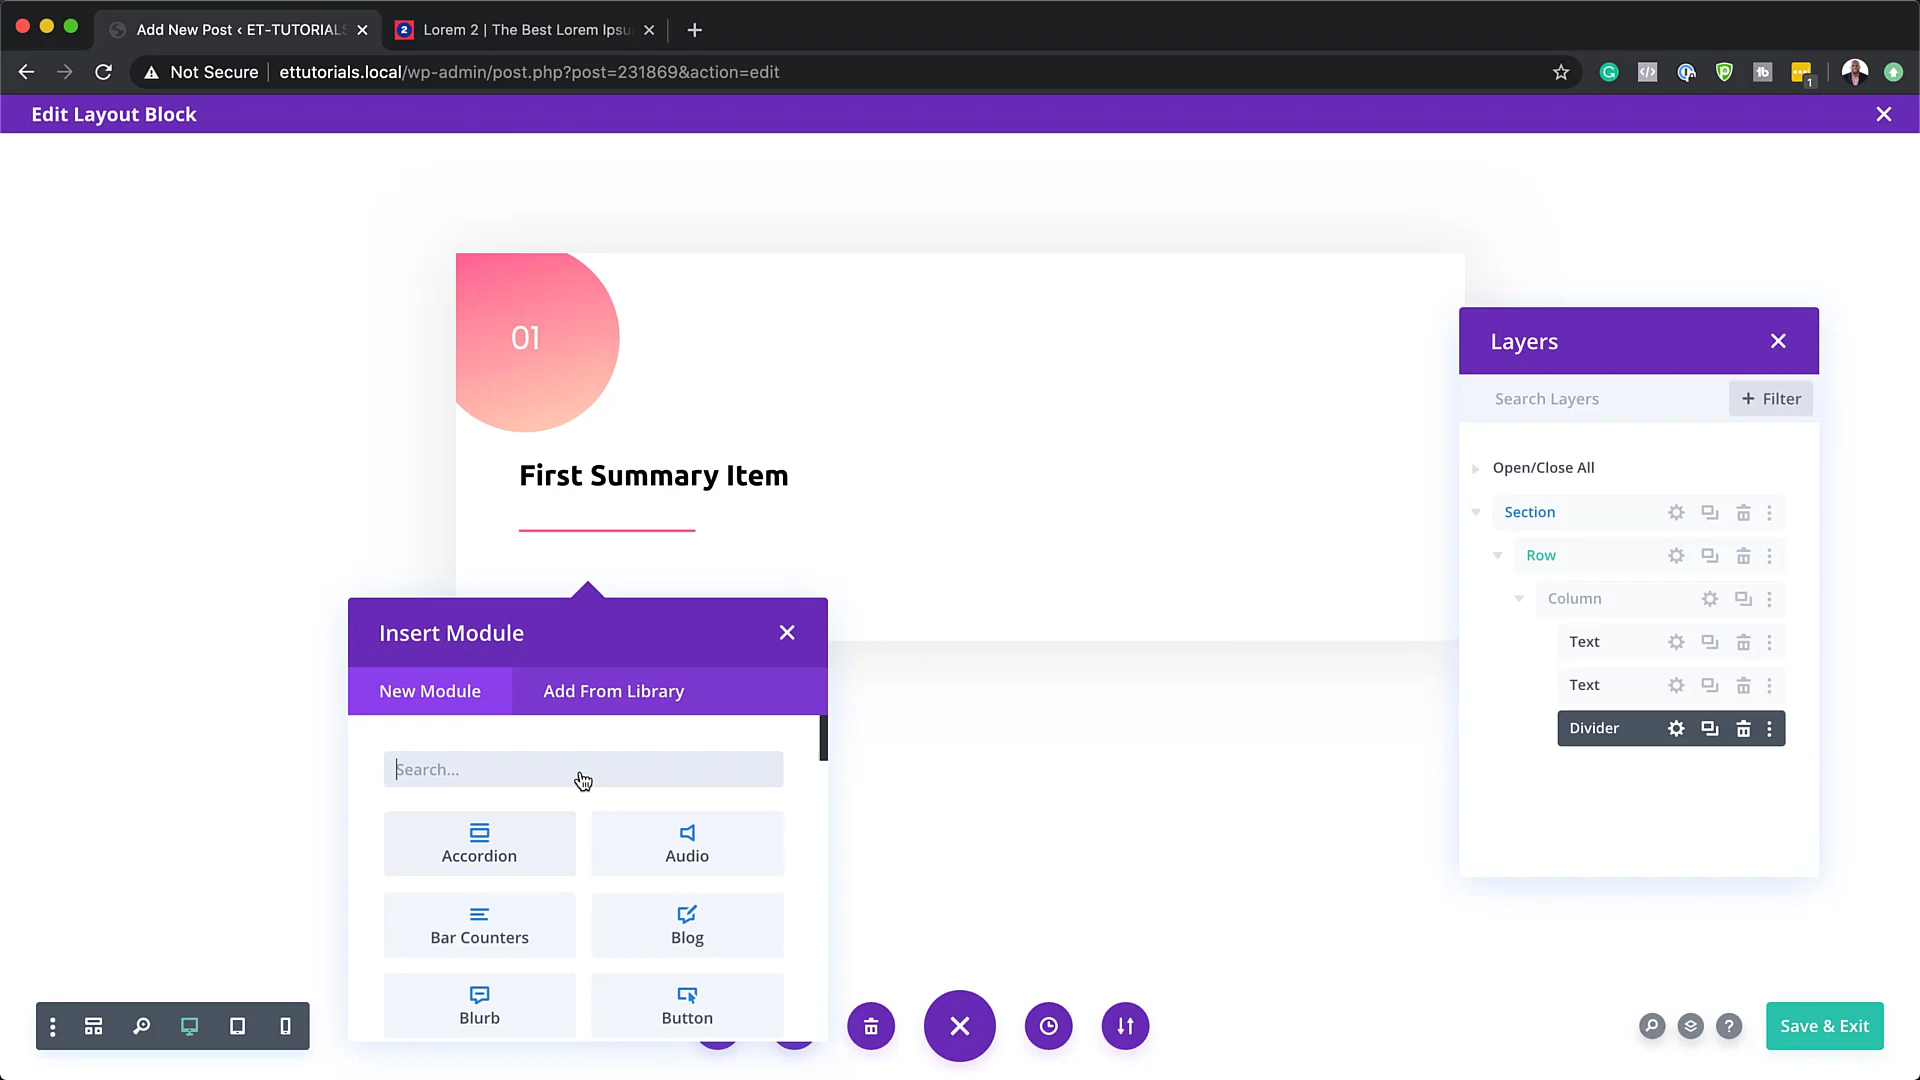 Add New Post ‹ ET-TUTORIALS
2 Lorem 2 | The Best Lorem Ipsu
Not Secure ettutorials.local/wp-admin/post.php?post=231869&action=edit
1
Edit Layout Block
01
First Summary Item
Insert Module
New Module
Add From Library
Search...
Accordion
Audio
Bar Counters
Blog
Blurb
Button
Layers
Search Layers
+ Filter
Open/Close All
Section
Row
Column
Text
Text
Divider
?
Save & Exit